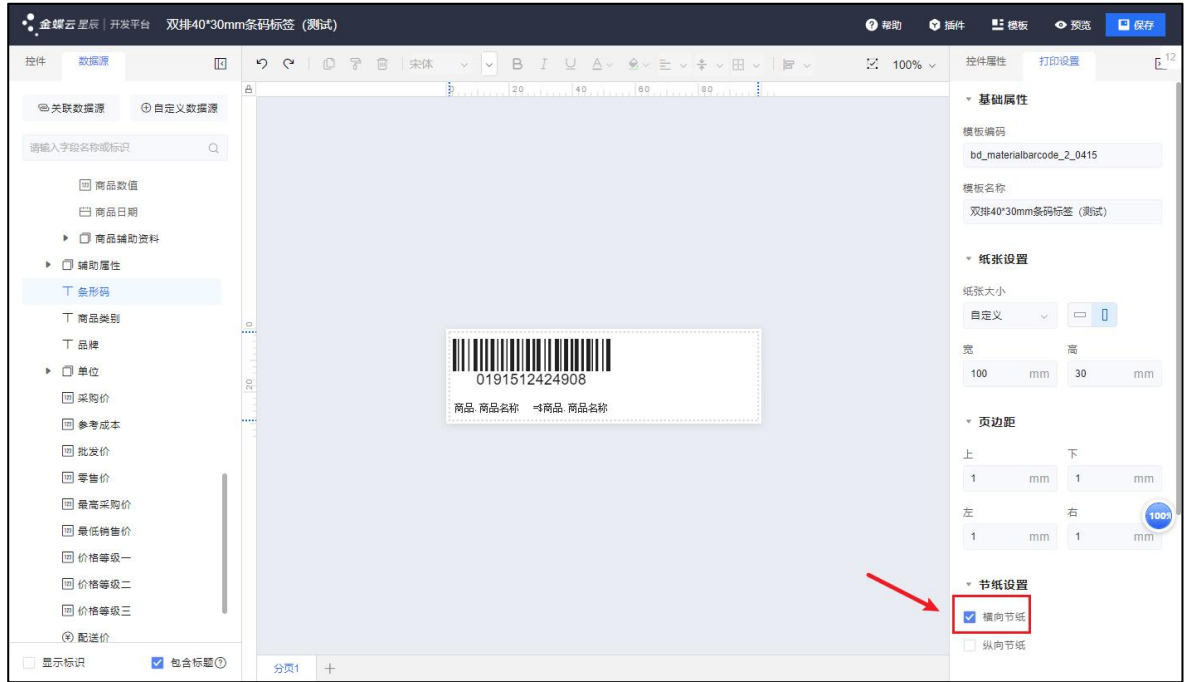 金蝶云星辰 | 开发平台 双排40*30mm条码标签（测试） 帮助 插件 模板 预览 保存
控件 数据源 宋体 100% 控件属性 打印设置 12
关联数据源 自定义数据源
请输入字段名称或标识
商品数值
商品日期
商品辅助资料
辅助属性
条形码
商品类别
品牌
单位
采购价
参考成本
批发价
零售价
最高采购价
最低销售价
价格等级一
价格等级二
价格等级三
配送价
显示标识 包含标题
0 20 40 60 80
0
20
0191512424908
商品.商品名称 =$商品.商品名称
分页1
基础属性
模板编码
bd_materialbarcode_2_0415
模板名称
双排40*30mm条码标签（测试）
纸张设置
纸张大小
自定义
宽 高
100 mm 30 mm
页边距
上 下
1 mm 1 mm
左 右
1 mm 1 mm
100%
节纸设置
横向节纸
纵向节纸